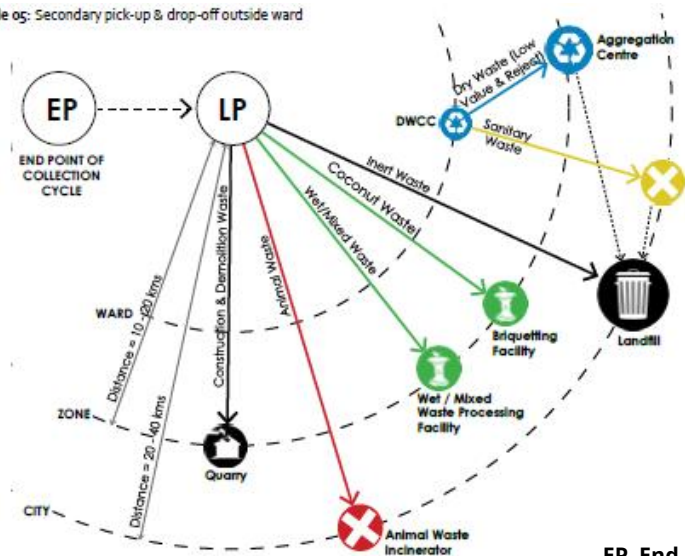 05: Secondary pick-up & drop-off outside ward
EP
LP
END POINT OF
COLLECTION
CYCLE
DWCC
Dry Waste (Low
Value & Reject)
Aggregation
Centre
Sanitary
Waste
Inert Waste
Coconut Waste
Wet/Mixed Waste
Animal Waste
Construction & Demolition Waste
Distance = 10 - 20 kms
Distance = 20 - 40 kms
WARD
ZONE
CITY
Landfill
Briquetting
Facility
Wet / Mixed
Waste Processing
Facility
Quarry
Animal Waste
Incinerator
EP End